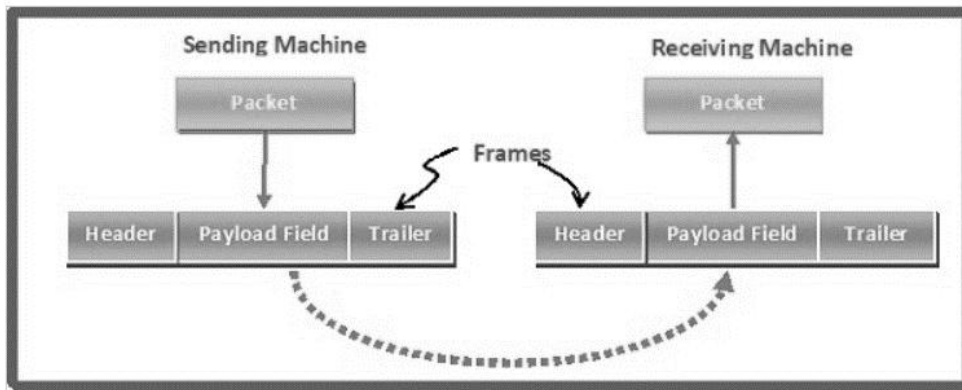 Sending Machine
Receiving Machine
Packet
Packet
Frames
Header Payload Field Trailer
Header Payload Field Trailer